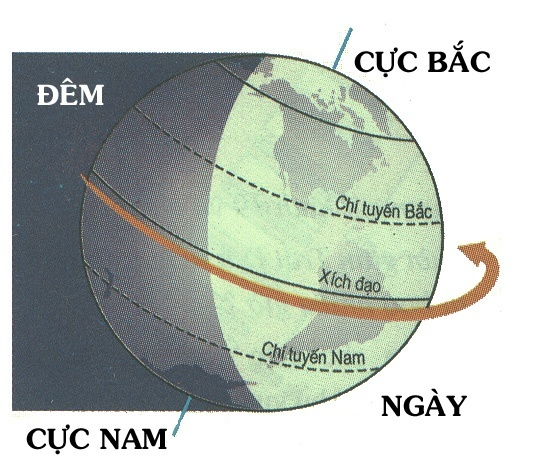 CỰC BẮC
ĐÊM
Chí tuyến Bắc
Xích đạo
Chí tuyến Nam
NGÀY
CỰC NAM